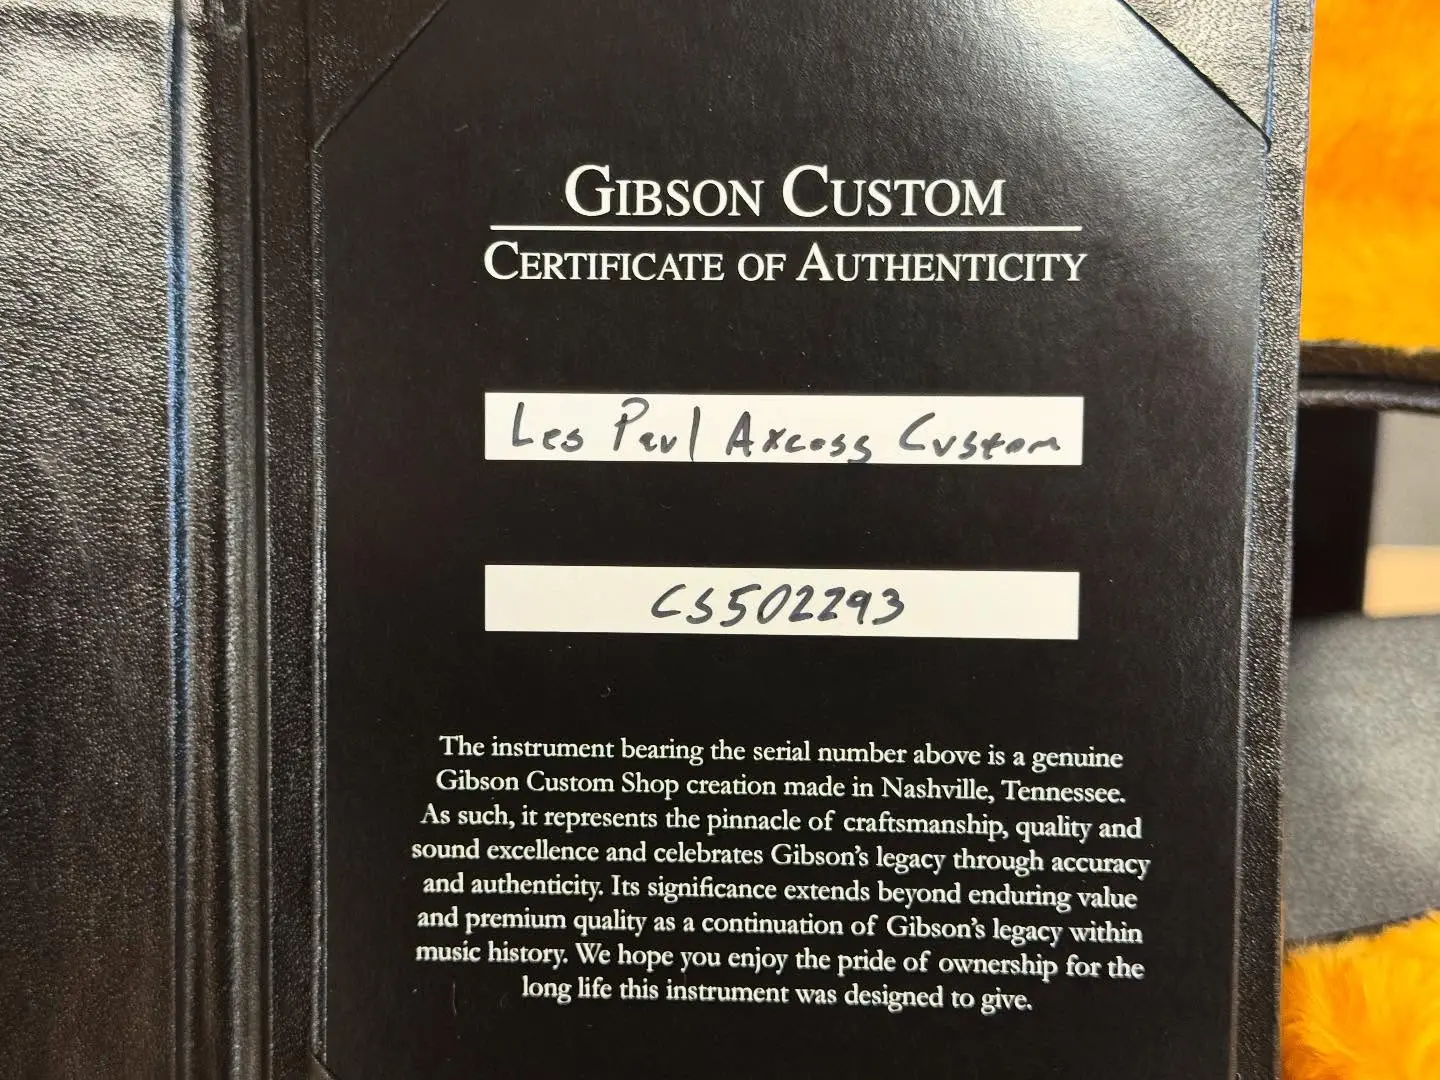 GIBSON CUSTOM
CERTIFICATE OF AUTHENTICITY
Les Paul Axcess Custom
CS502293
The instrument bearing the serial number above is a genuine
Gibson Custom Shop creation made in Nashville, Tennessee.
As such, it represents the pinnacle of craftsmanship, quality and
sound excellence and celebrates Gibson's legacy through accuracy
and authenticity. Its significance extends beyond enduring value
and premium quality as a continuation of Gibson's legacy within
music history. We hope you enjoy the pride of ownership for the
long life this instrument was designed to give.